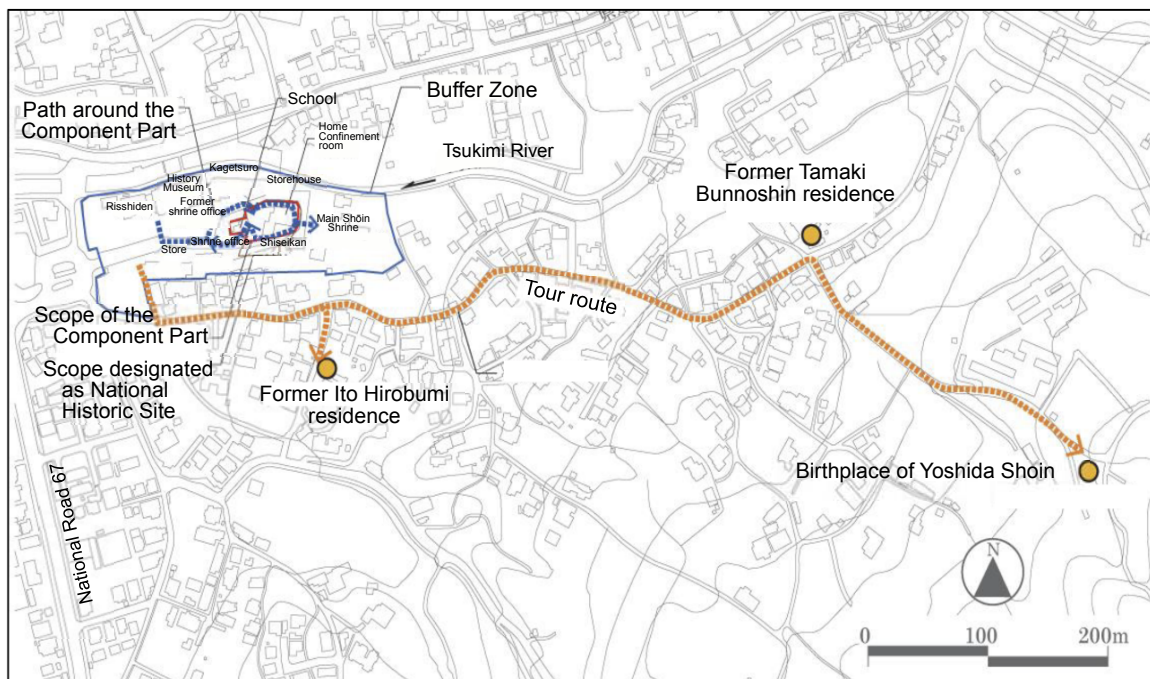 School
Buffer Zone
Path around the
Component Part
Home
Confinement
room
Tsukimi River
Kagetsuro
History
Museum
Storehouse
Risshiden
Former
shrine office
Main Shōin
Shrine
Store
Shrine office
Shiseikan
Former Tamaki
Bunnoshin residence
Tour route
Scope of the
Component Part
Scope designated
as National
Historic Site
Former Ito Hirobumi
residence
Birthplace of Yoshida Shoin
National Road 67
N
0 100 200m